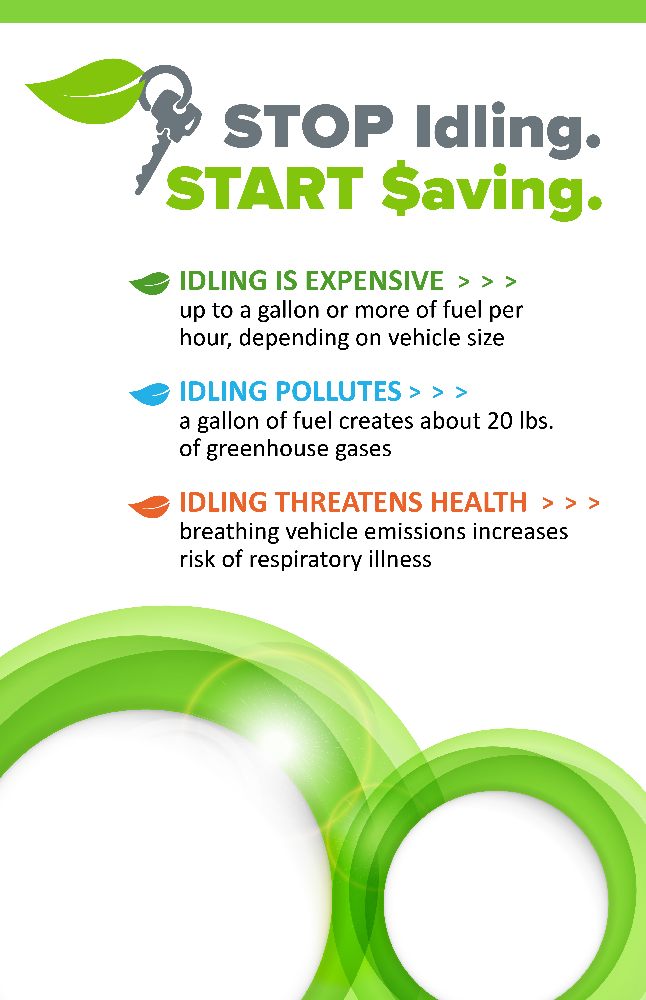 STOP Idling.
START $aving.
IDLING IS EXPENSIVE > > >
up to a gallon or more of fuel per
hour, depending on vehicle size
IDLING POLLUTES > > >
a gallon of fuel creates about 20 lbs.
of greenhouse gases
IDLING THREATENS HEALTH > > >
breathing vehicle emissions increases
risk of respiratory illness